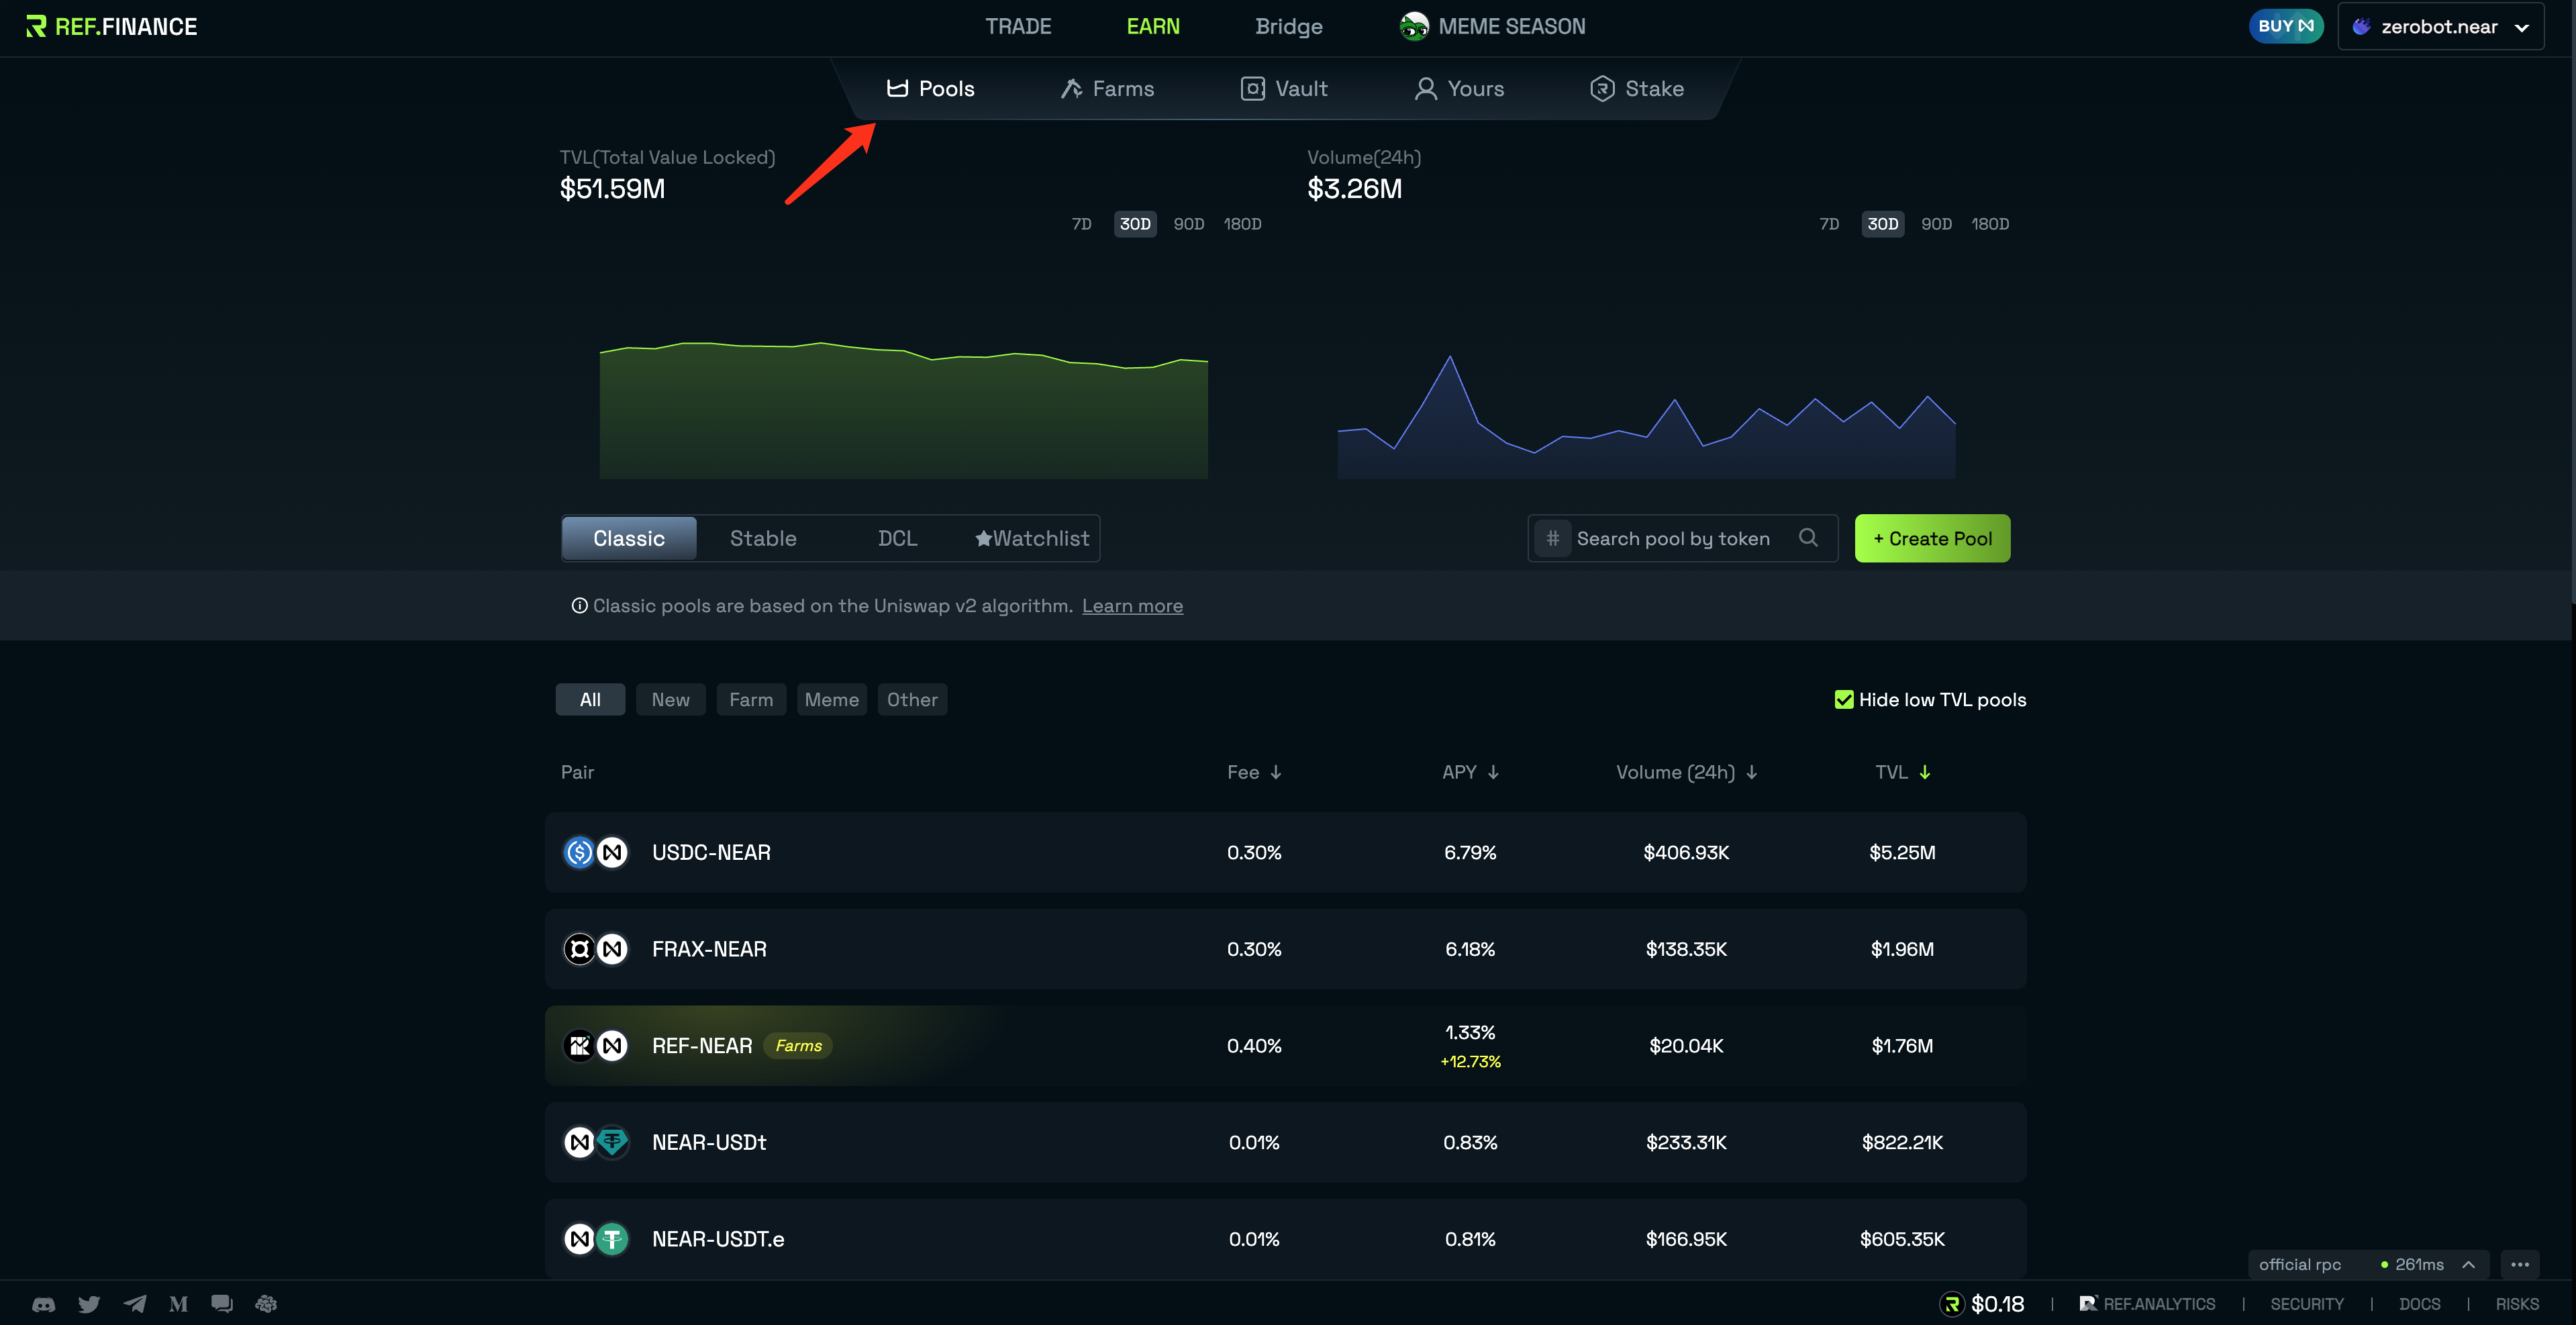 REF.FINANCE
TRADE EARN Bridge MEME SEASON
BUY zerobot.near
Pools Farms Vault Yours Stake
TVL(Total Value Locked) Volume(24h)
$51.59M $3.26M
7D 30D 90D 180D 7D 30D 90D 180D
Classic Stable DCL Watchlist # Search pool by token + Create Pool
Classic pools are based on the Uniswap v2 algorithm. Learn more
All New Farm Meme Other Hide low TVL pools
Pair Fee ↓ APY ↓ Volume (24h) ↓ TVL ↓
USDC-NEAR 0.30% 6.79% $406.93K $5.25M
FRAX-NEAR 0.30% 6.18% $138.35K $1.96M
REF-NEAR Farms 0.40% 1.33% $20.04K $1.76M
+12.73%
NEAR-USDt 0.01% 0.83% $233.31K $822.21K
NEAR-USDT.e 0.01% 0.81% $166.95K $605.35K
official rpc 261ms
$0.18 | REF.ANALYTICS | SECURITY | DOCS | RISKS